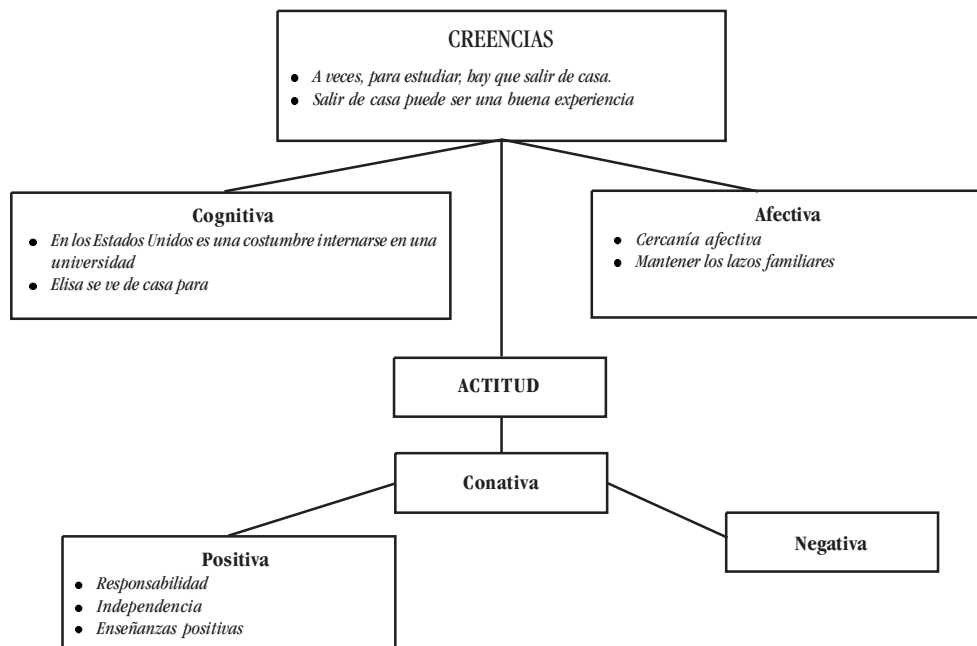 CREENCIAS
• A veces, para estudiar, hay que salir de casa.
• Salir de casa puede ser una buena experiencia
Cognitiva
• En los Estados Unidos es una costumbre internarse en una
universidad
• Elisa se ve de casa para
Afectiva
• Cercanía afectiva
• Mantener los lazos familiares
ACTITUD
Conativa
Positiva
• Responsabilidad
• Independencia
• Enseñanzas positivas
Negativa